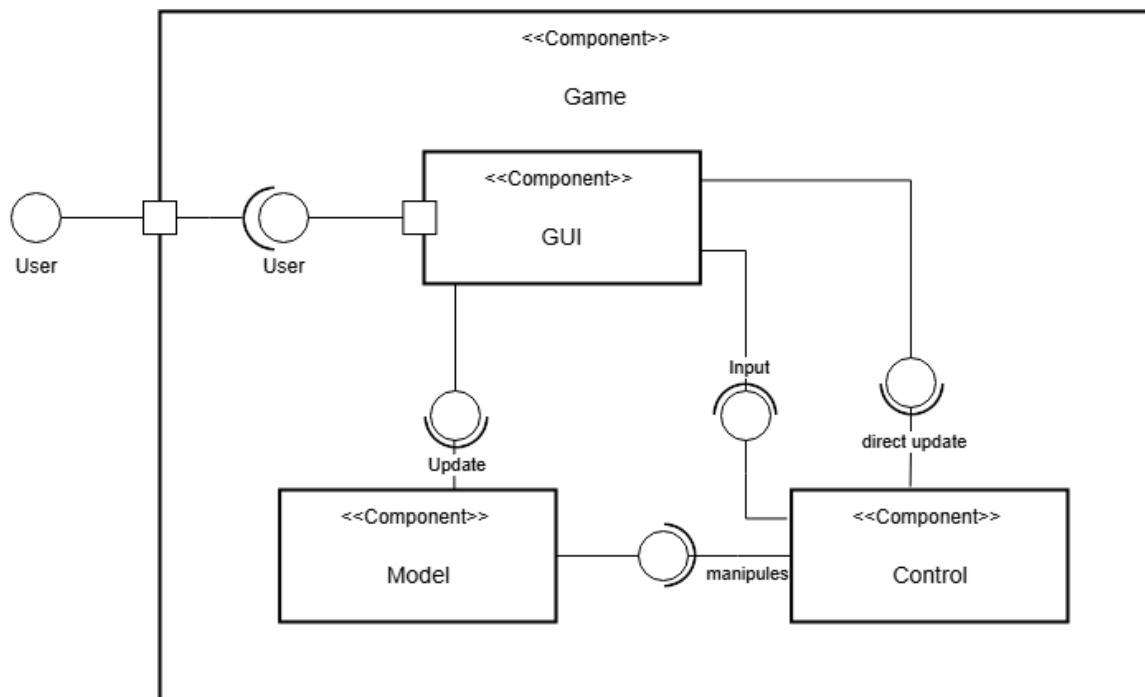 <<Component>>
Game
<<Component>>
GUI
User
User
Input
direct update
Update
<<Component>>
Model
manipules
<<Component>>
Control